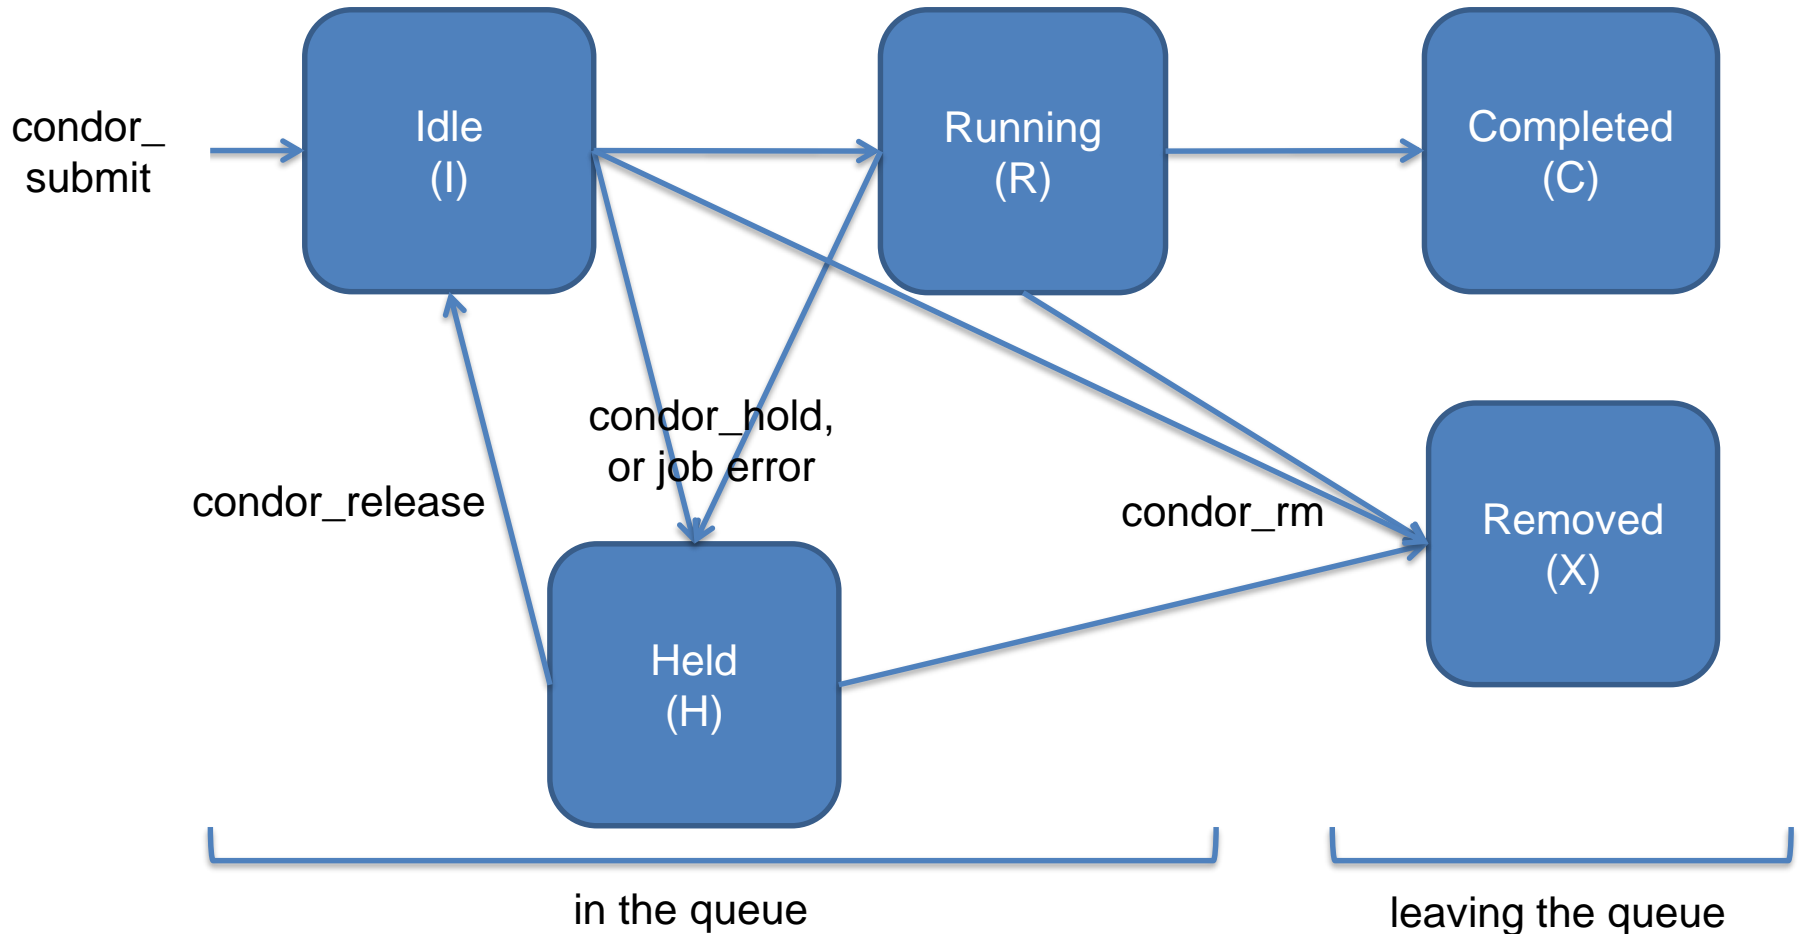 condor_
submit
Idle
(I)
Running
(R)
Completed
(C)
condor_hold,
or job error
condor_release
condor_rm
Removed
(X)
Held
(H)
in the queue
leaving the queue